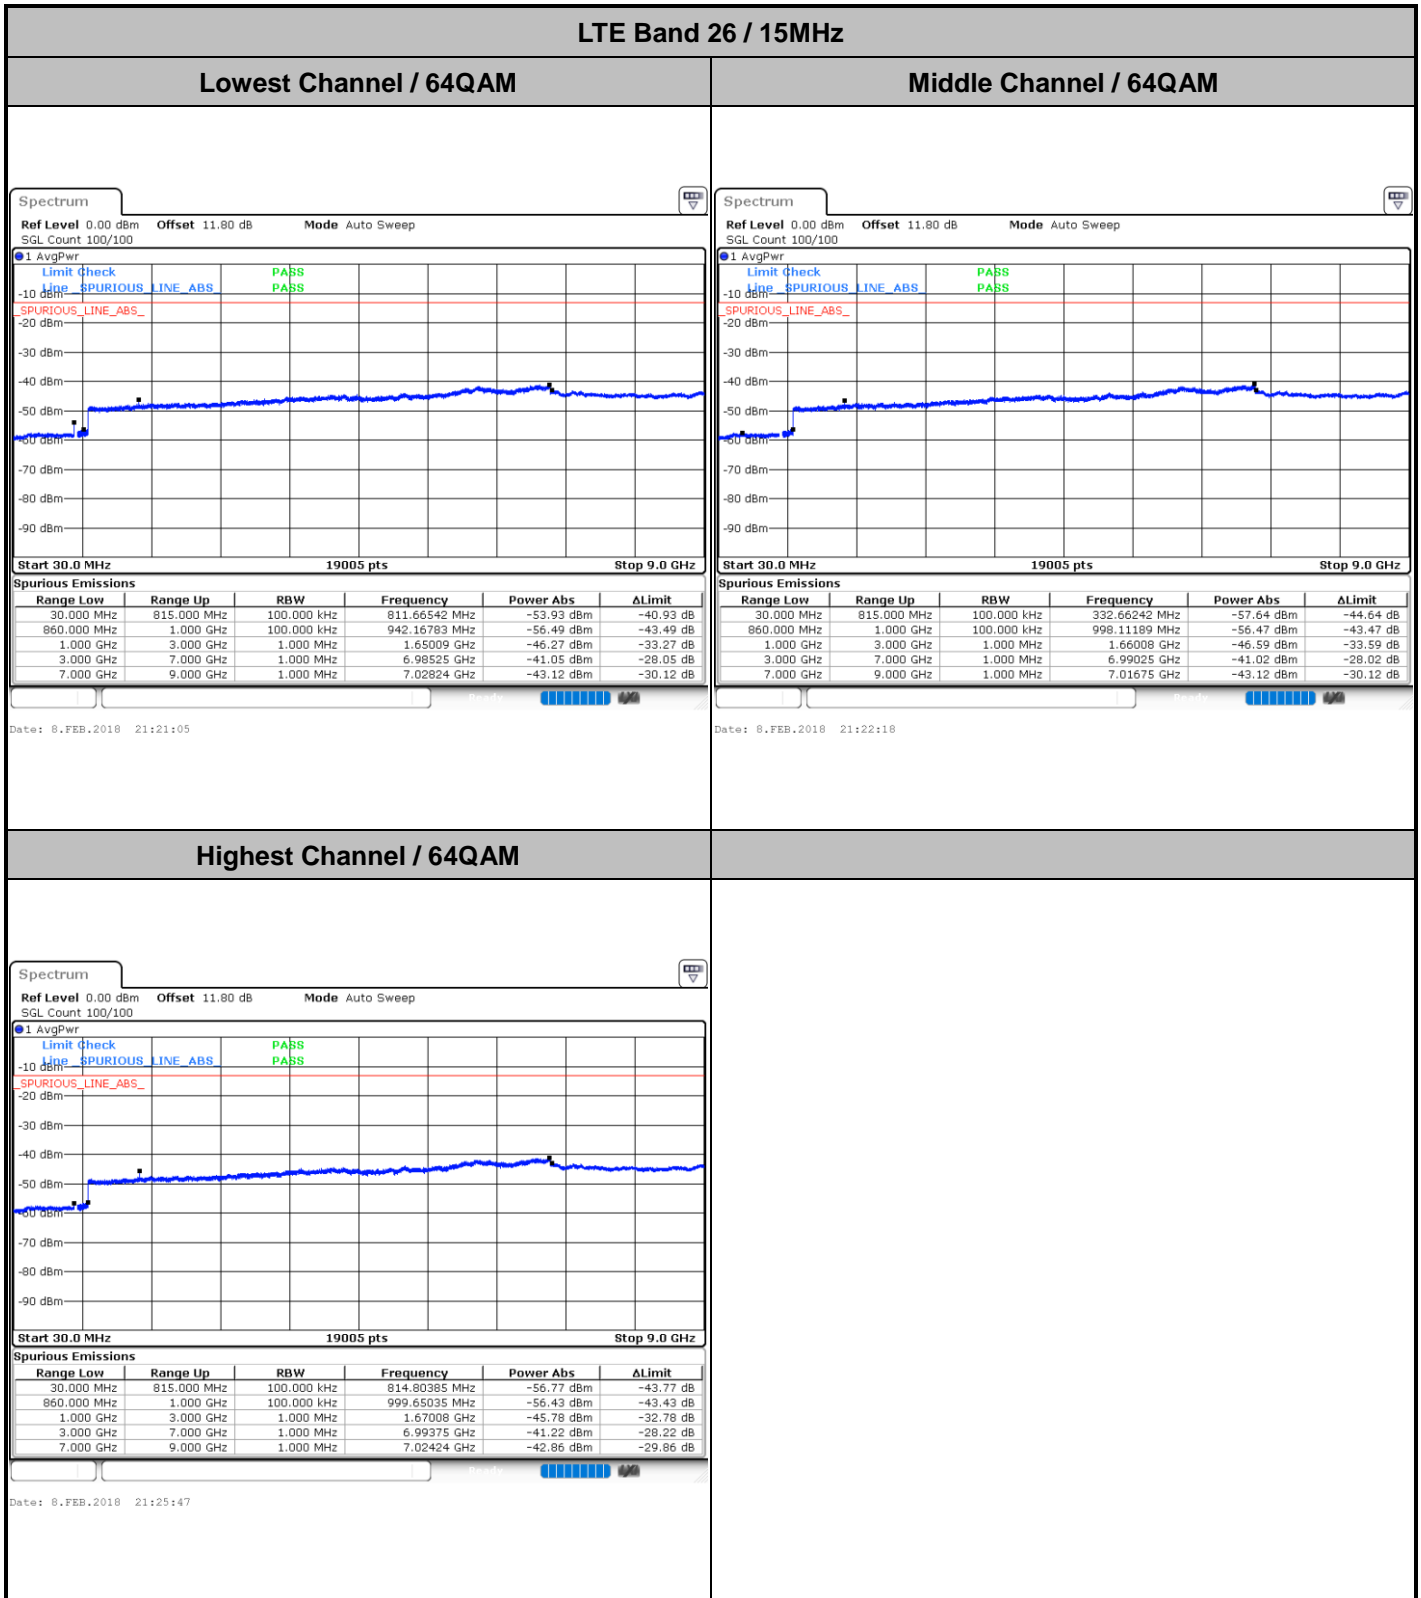 LTE Band 26 / 15MHz
Lowest Channel / 64QAM
Middle Channel / 64QAM
Spectrum
Ref Level 0.00 dBm Offset 11.80 dB Mode Auto Sweep
SGL Count 100/100
1 AvgPwr
Limit Check PASS
Line _SPURIOUS_LINE_ABS_ PASS
-10 dBm
_SPURIOUS_LINE_ABS_
-20 dBm
-30 dBm
-40 dBm
-50 dBm
-60 dBm
-70 dBm
-80 dBm
-90 dBm
Start 30.0 MHz 19005 pts Stop 9.0 GHz
Spurious Emissions
Range Low Range Up RBW Frequency Power Abs ΔLimit
30.000 MHz 815.000 MHz 100.000 kHz 811.66542 MHz -53.93 dBm -40.93 dB
860.000 MHz 1.000 GHz 100.000 kHz 942.16783 MHz -56.49 dBm -43.49 dB
1.000 GHz 3.000 GHz 1.000 MHz 1.65009 GHz -46.27 dBm -33.27 dB
3.000 GHz 7.000 GHz 1.000 MHz 6.98525 GHz -41.05 dBm -28.05 dB
7.000 GHz 9.000 GHz 1.000 MHz 7.02824 GHz -43.12 dBm -30.12 dB
Ready
Date: 8.FEB.2018 21:21:05
Spectrum
Ref Level 0.00 dBm Offset 11.80 dB Mode Auto Sweep
SGL Count 100/100
1 AvgPwr
Limit Check PASS
Line _SPURIOUS_LINE_ABS_ PASS
-10 dBm
_SPURIOUS_LINE_ABS_
-20 dBm
-30 dBm
-40 dBm
-50 dBm
-60 dBm
-70 dBm
-80 dBm
-90 dBm
Start 30.0 MHz 19005 pts Stop 9.0 GHz
Spurious Emissions
Range Low Range Up RBW Frequency Power Abs ΔLimit
30.000 MHz 815.000 MHz 100.000 kHz 332.66242 MHz -57.64 dBm -44.64 dB
860.000 MHz 1.000 GHz 100.000 kHz 998.11189 MHz -56.47 dBm -43.47 dB
1.000 GHz 3.000 GHz 1.000 MHz 1.66008 GHz -46.59 dBm -33.59 dB
3.000 GHz 7.000 GHz 1.000 MHz 6.99025 GHz -41.02 dBm -28.02 dB
7.000 GHz 9.000 GHz 1.000 MHz 7.01675 GHz -43.12 dBm -30.12 dB
Ready
Date: 8.FEB.2018 21:22:18
Highest Channel / 64QAM
Spectrum
Ref Level 0.00 dBm Offset 11.80 dB Mode Auto Sweep
SGL Count 100/100
1 AvgPwr
Limit Check PASS
Line _SPURIOUS_LINE_ABS_ PASS
-10 dBm
_SPURIOUS_LINE_ABS_
-20 dBm
-30 dBm
-40 dBm
-50 dBm
-60 dBm
-70 dBm
-80 dBm
-90 dBm
Start 30.0 MHz 19005 pts Stop 9.0 GHz
Spurious Emissions
Range Low Range Up RBW Frequency Power Abs ΔLimit
30.000 MHz 815.000 MHz 100.000 kHz 814.80385 MHz -56.77 dBm -43.77 dB
860.000 MHz 1.000 GHz 100.000 kHz 999.65035 MHz -56.43 dBm -43.43 dB
1.000 GHz 3.000 GHz 1.000 MHz 1.67008 GHz -45.78 dBm -32.78 dB
3.000 GHz 7.000 GHz 1.000 MHz 6.99375 GHz -41.22 dBm -28.22 dB
7.000 GHz 9.000 GHz 1.000 MHz 7.02424 GHz -42.86 dBm -29.86 dB
Ready
Date: 8.FEB.2018 21:25:47